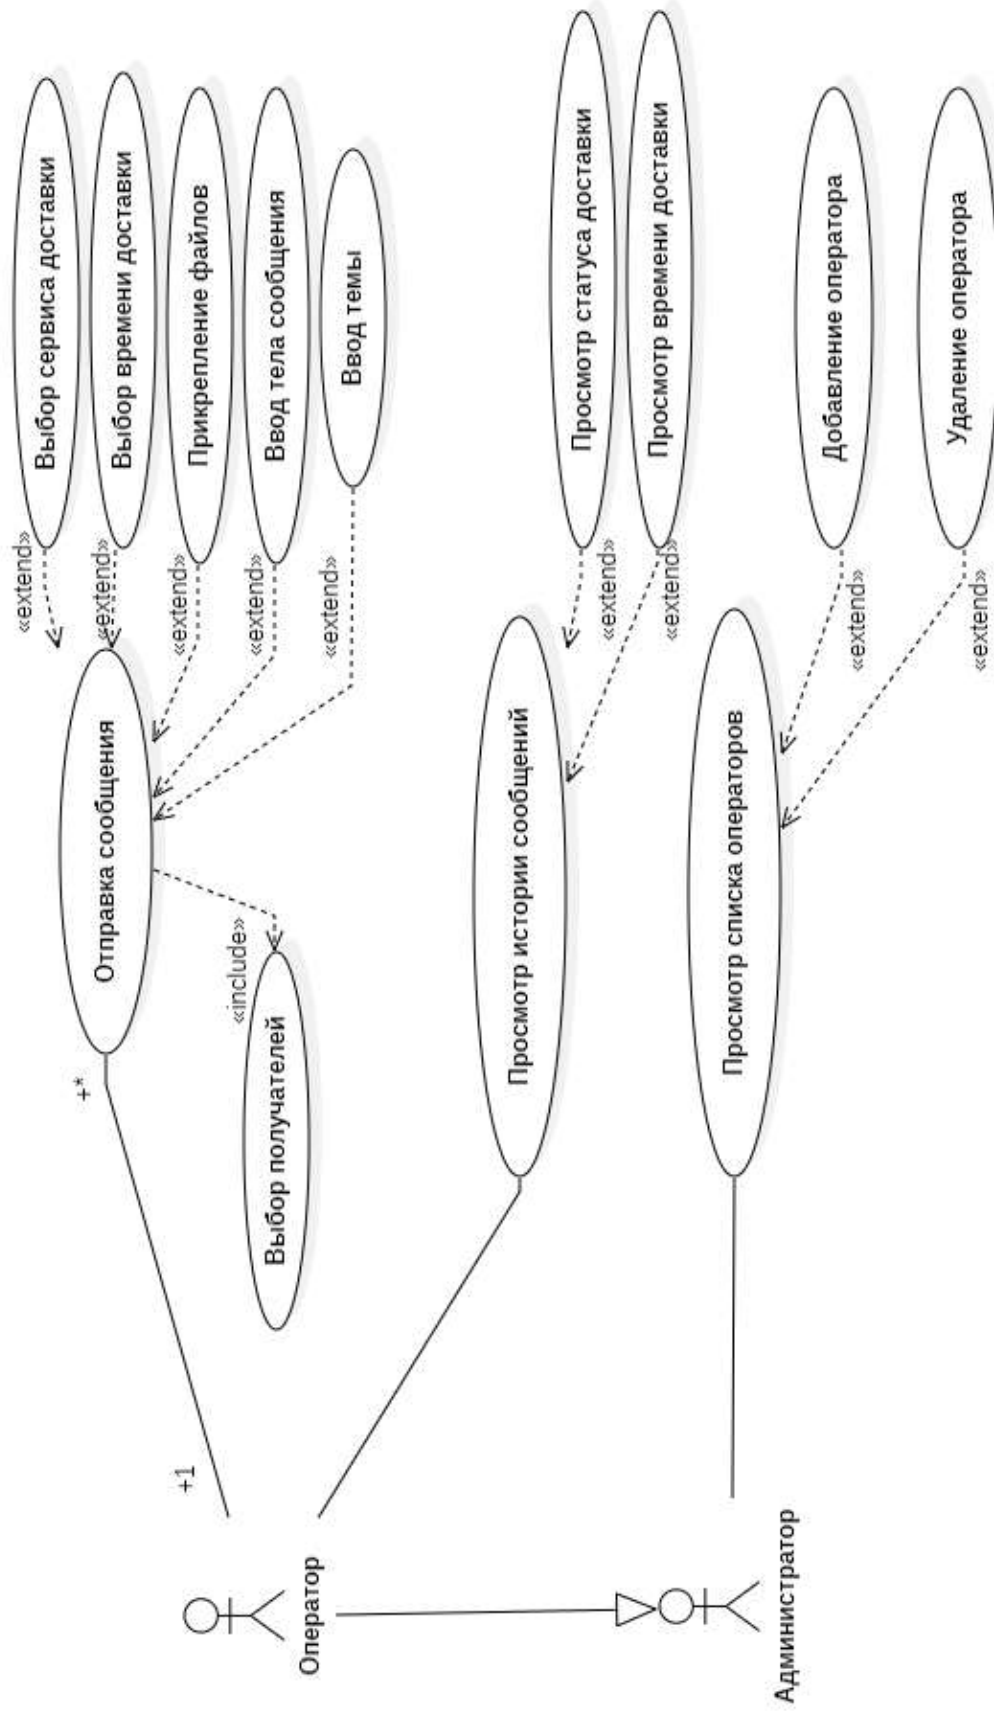 Выбор сервиса доставки
«extend»
Выбор времени доставки
«extend»
Прикрепление файлов
«extend»
Ввод тела сообщения
«extend»
Ввод темы
«extend»
Отправка сообщения
«include»
Выбор получателей
+*
+1
Оператор
Просмотр статуса доставки
«extend»
Просмотр времени доставки
«extend»
Просмотр истории сообщений
Добавление оператора
«extend»
Удаление оператора
«extend»
Просмотр списка операторов
Администратор